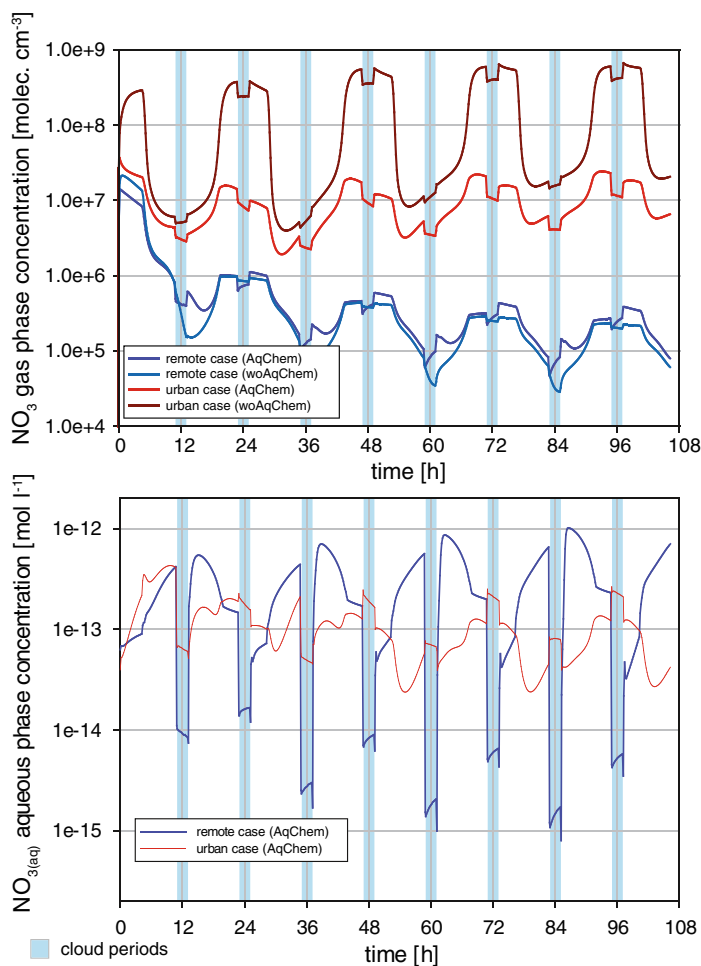 NO3 gas phase concentration [molec. cm-3]
1.0e+9
1.0e+8
1.0e+7
1.0e+6
1.0e+5
1.0e+4
remote case (AqChem)
remote case (woAqChem)
urban case (AqChem)
urban case (woAqChem)
0 12 24 36 48 60 72 84 96 108
time [h]
NO3(aq) aqueous phase concentration [mol l-1]
1e-12
1e-13
1e-14
1e-15
remote case (AqChem)
urban case (AqChem)
0 12 24 36 48 60 72 84 96 108
time [h]
cloud periods